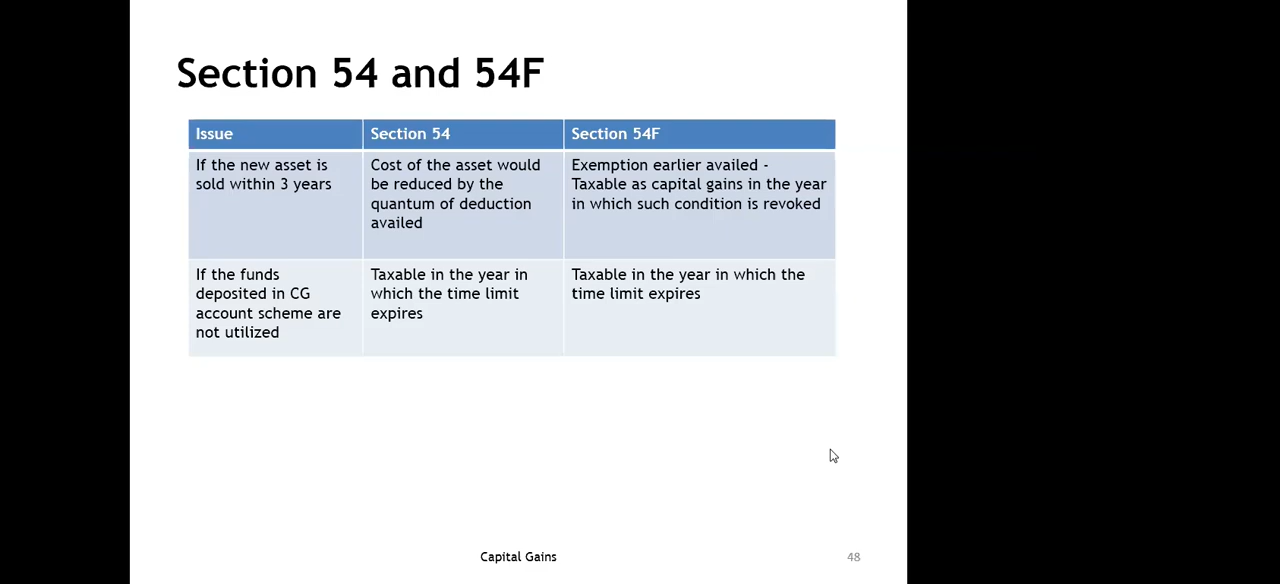 Section 54 and 54F
Issue
Section 54
Section 54F
If the new asset is
sold within 3 years
Cost of the asset would
be reduced by the
quantum of deduction
availed
Exemption earlier availed -
Taxable as capital gains in the year
in which such condition is revoked
If the funds
deposited in CG
account scheme are
not utilized
Taxable in the year in
which the time limit
expires
Taxable in the year in which the
time limit expires
Capital Gains
48